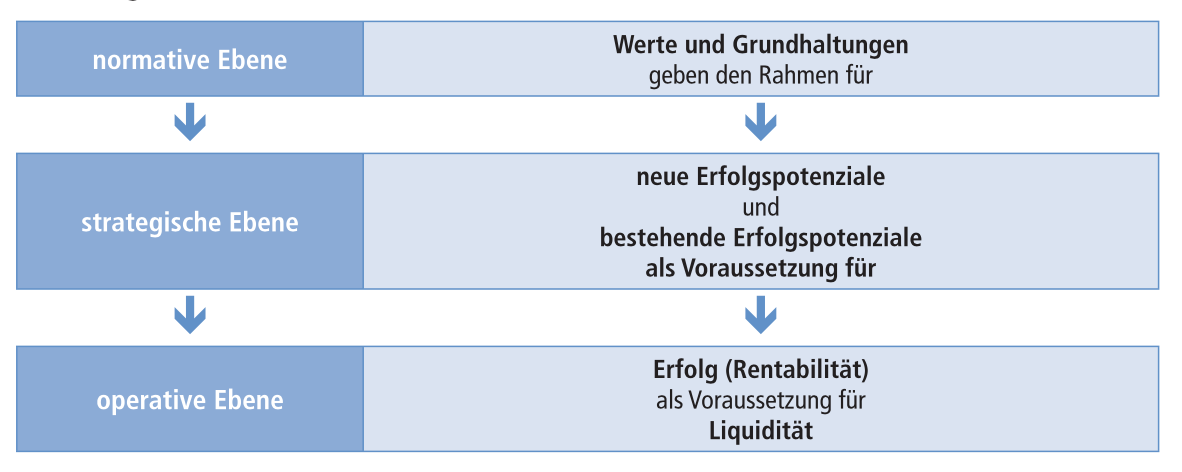 normative Ebene
Werte und Grundhaltungen
geben den Rahmen für
strategische Ebene
neue Erfolgspotenziale
und
bestehende Erfolgspotenziale
als Voraussetzung für
operative Ebene
Erfolg (Rentabilität)
als Voraussetzung für
Liquidität